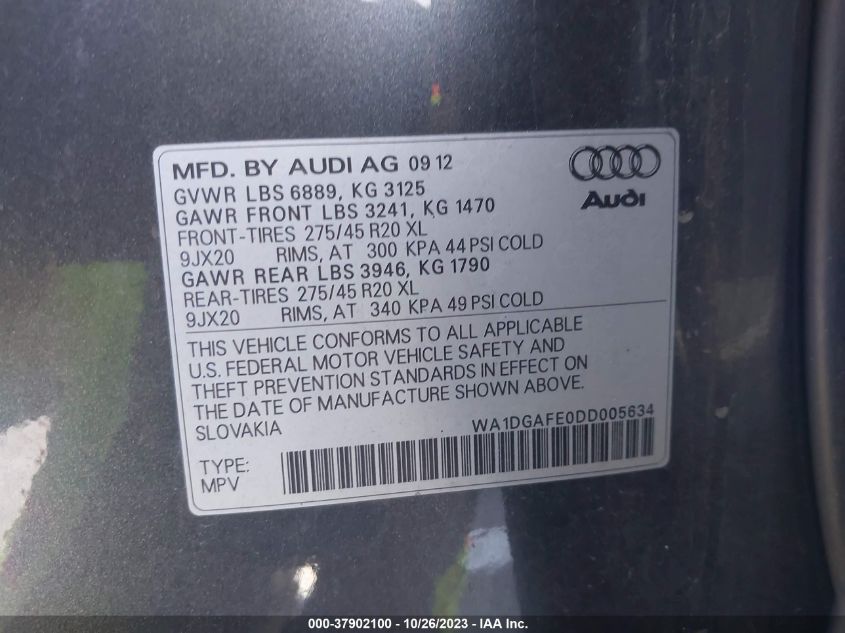 MFD. BY AUDI AG 09 12
Audi
GVWR LBS 6889, KG 3125
GAWR FRONT LBS 3241, KG 1470
FRONT-TIRES 275/45 R20 XL
9JX20 RIMS, AT 300 KPA 44 PSI COLD
GAWR REAR LBS 3946, KG 1790
REAR-TIRES 275/45 R20 XL
9JX20 RIMS, AT 340 KPA 49 PSI COLD
THIS VEHICLE CONFORMS TO ALL APPLICABLE
U.S. FEDERAL MOTOR VEHICLE SAFETY AND
THEFT PREVENTION STANDARDS IN EFFECT ON
THE DATE OF MANUFACTURE SHOWN ABOVE.
SLOVAKIA WA1DGAFE0DD005634
TYPE:
MPV
000-37902100 - 10/26/2023 - IAA Inc.